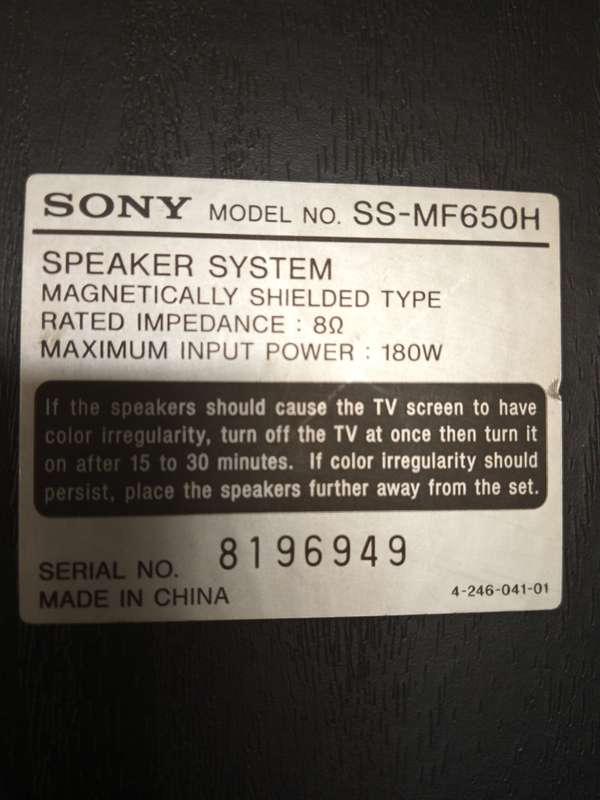 SONY MODEL NO. SS-MF650H
SPEAKER SYSTEM
MAGNETICALLY SHIELDED TYPE
RATED IMPEDANCE : 8Ω
MAXIMUM INPUT POWER : 180W
If the speakers should cause the TV screen to have
color irregularity, turn off the TV at once then turn it
on after 15 to 30 minutes. If color irregularity should
persist, place the speakers further away from the set.
SERIAL NO. 8196949
MADE IN CHINA 4-246-041-01